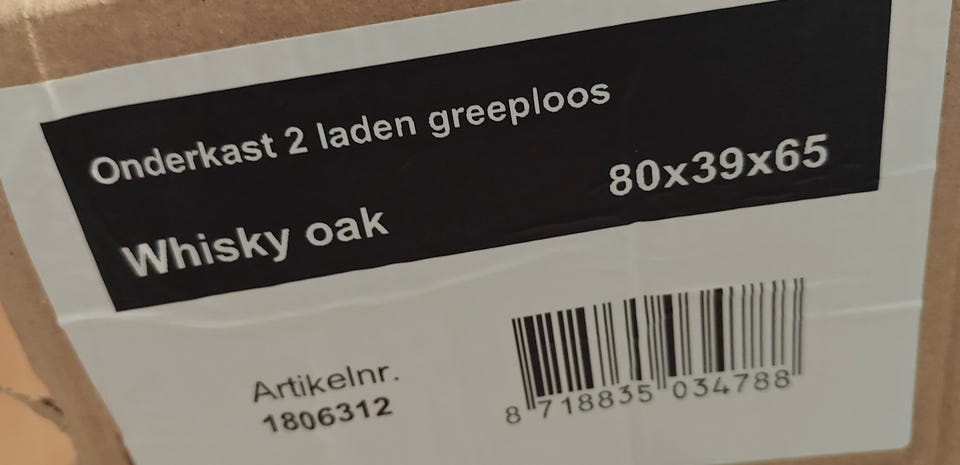 Onderkast 2 laden greeploos
80x39x65
Whisky oak
Artikelnr.
1806312
8 718835 034788